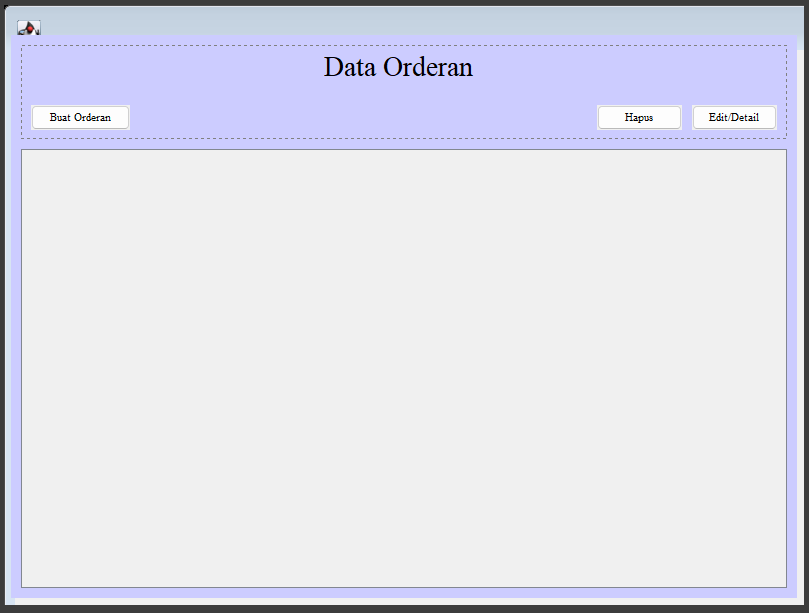 Data Orderan
Buat Orderan
Hapus
Edit/Detail